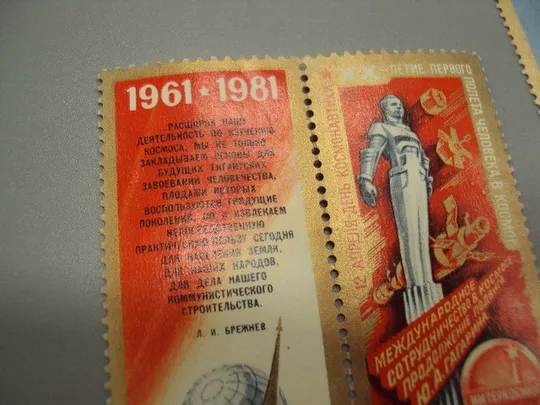 1961 ★ 1981
РАСШИРЯЯ НАШУ
ДЕЯТЕЛЬНОСТЬ ПО ИЗУЧЕНИЮ
КОСМОСА, МЫ НЕ ТОЛЬКО
ЗАКЛАДЫВАЕМ ОСНОВЫ ДЛЯ
БУДУЩИХ ГИГАНТСКИХ
ЗАВОЕВАНИЙ ЧЕЛОВЕЧЕСТВА,
ПЛОДАМИ КОТОРЫХ
ВОСПОЛЬЗУЮТСЯ ГРЯДУЩИЕ
ПОКОЛЕНИЯ, НО И ИЗВЛЕКАЕМ
НЕПОСРЕДСТВЕННУЮ
ПРАКТИЧЕСКУЮ ПОЛЬЗУ СЕГОДНЯ
ДЛЯ НАСЕЛЕНИЯ ЗЕМЛИ,
ДЛЯ НАШИХ НАРОДОВ,
ДЛЯ ДЕЛА НАШЕГО
КОММУНИСТИЧЕСКОГО
СТРОИТЕЛЬСТВА.
Л. И. БРЕЖНЕВ
12 АПРЕЛЯ ДЕНЬ КОСМОНАВТИКИ
XX-ЛЕТИЕ ПЕРВОГО
ПОЛЕТА ЧЕЛОВЕКА В
МЕЖДУНАРОДНОЕ
СОТРУДНИЧЕСТВО В КОСМОСЕ
ПРОДОЛЖЕНИЕ
Ю.А. ГАГАРИНА